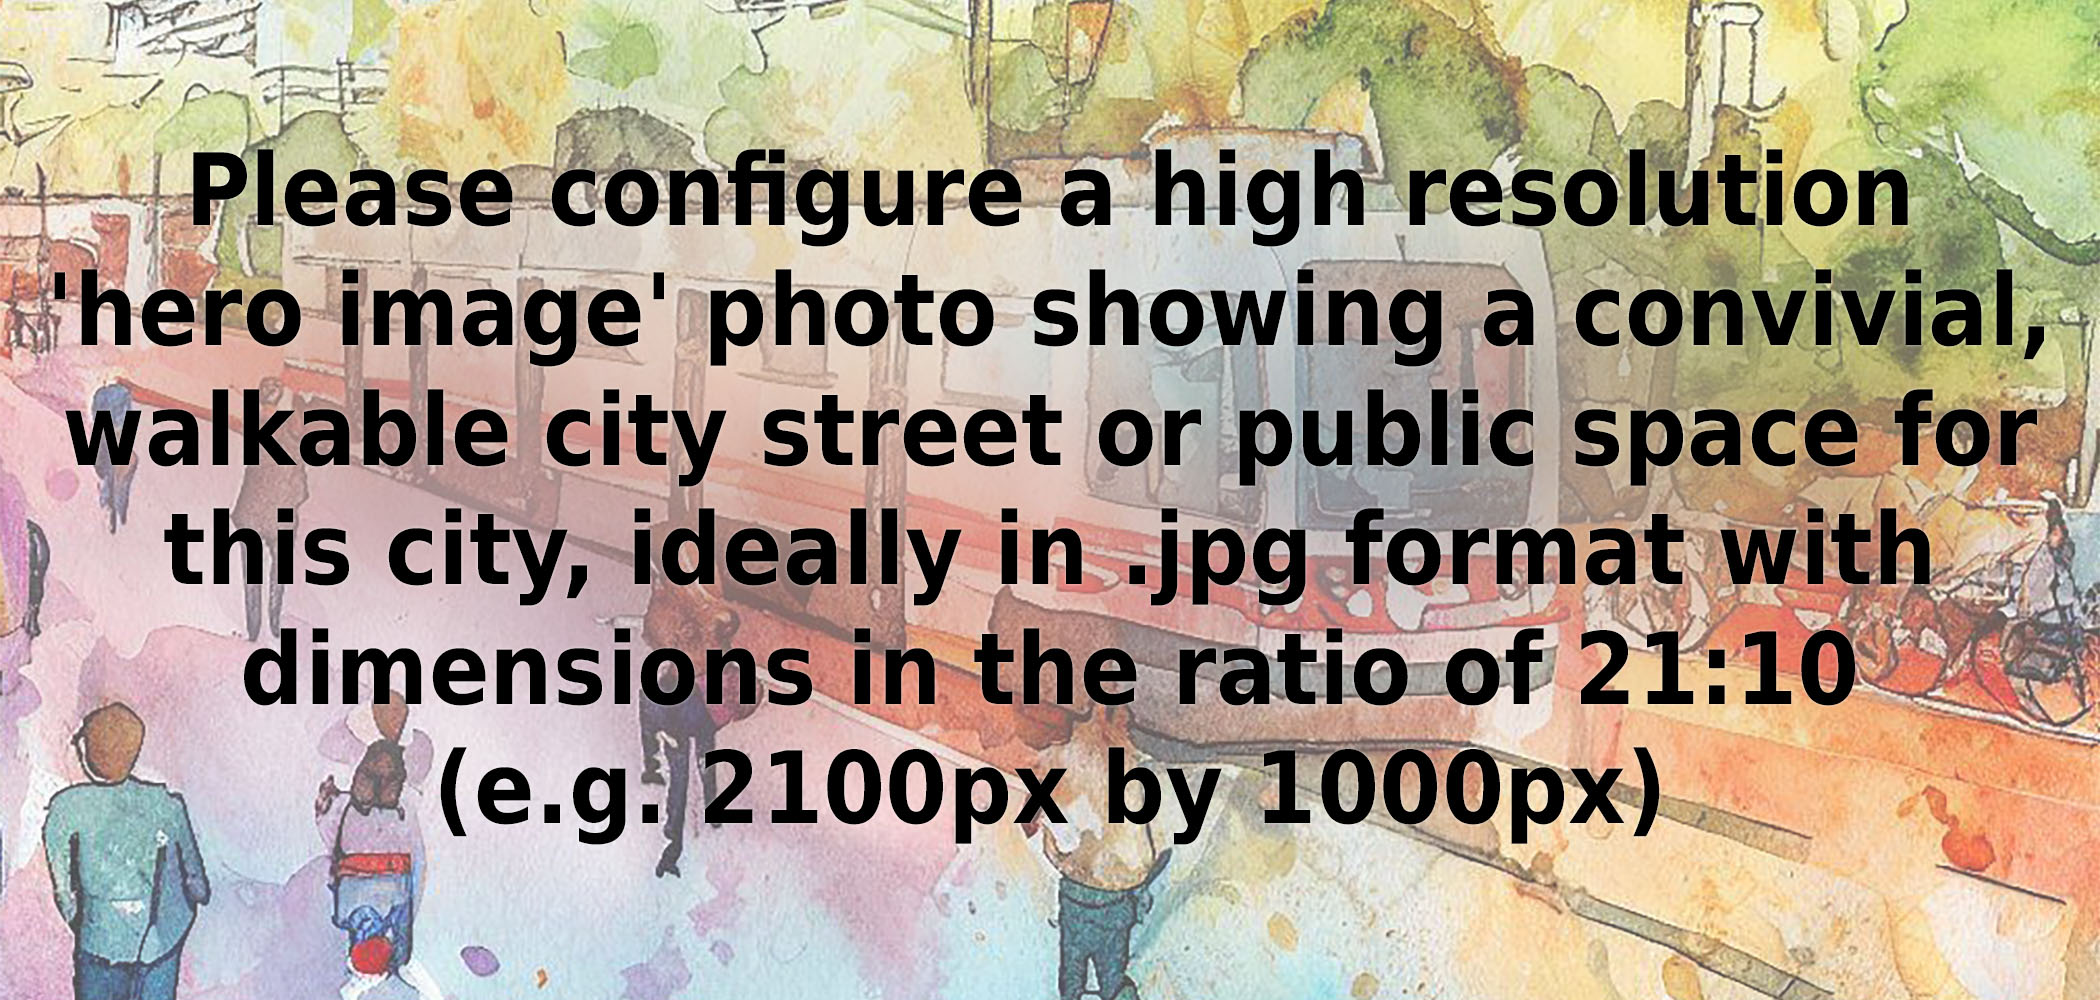 Please configure a high resolution
'hero image' photo showing a convivial,
walkable city street or public space for
this city, ideally in .jpg format with
dimensions in the ratio of 21:10
(e.g. 2100px by 1000px)